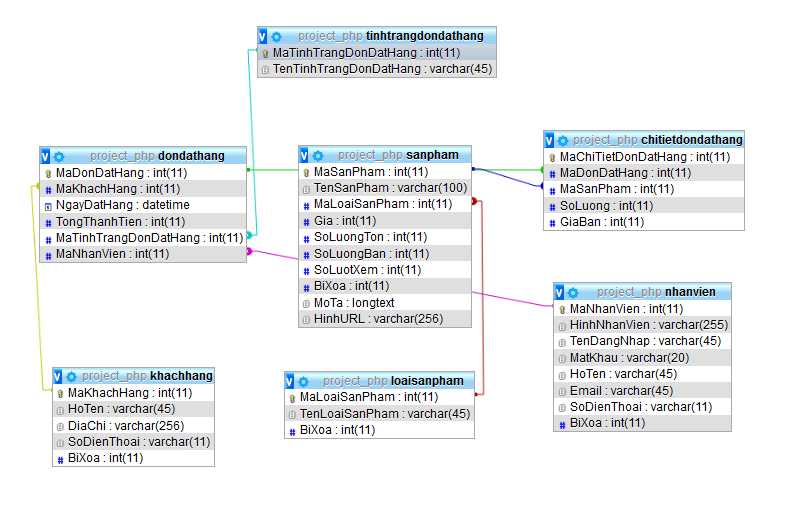 project_php tinhtrangdondathang
MaTinhTrangDonDatHang : int(11)
TenTinhTrangDonDatHang : varchar(45)
project_php dondathang
MaDonDatHang : int(11)
MaKhachHang : int(11)
NgayDatHang : datetime
TongThanhTien : int(11)
MaTinhTrangDonDatHang : int(11)
MaNhanVien : int(11)
project_php sanpham
MaSanPham : int(11)
TenSanPham : varchar(100)
MaLoaiSanPham : int(11)
Gia : int(11)
SoLuongTon : int(11)
SoLuongBan : int(11)
SoLuotXem : int(11)
BiXoa : int(11)
MoTa : longtext
HinhURL : varchar(256)
project_php chitietdondathang
MaChiTietDonDatHang : int(11)
MaDonDatHang : int(11)
MaSanPham : int(11)
SoLuong : int(11)
GiaBan : int(11)
project_php nhanvien
MaNhanVien : int(11)
HinhNhanVien : varchar(255)
TenDangNhap : varchar(45)
MatKhau : varchar(20)
HoTen : varchar(45)
Email : varchar(45)
SoDienThoai : varchar(11)
BiXoa : int(11)
project_php khachhang
MaKhachHang : int(11)
HoTen : varchar(45)
DiaChi : varchar(256)
SoDienThoai : varchar(11)
BiXoa : int(11)
project_php loaisanpham
MaLoaiSanPham : int(11)
TenLoaiSanPham : varchar(45)
BiXoa : int(11)